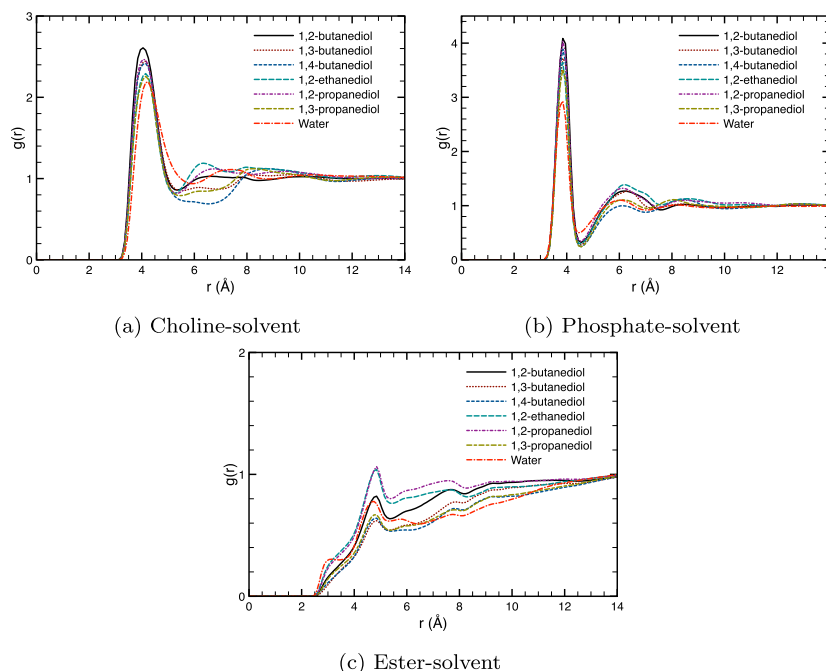 3
2
1
0
0
2
4
6
8
10
12
14
g(r)
r (Å)
1,2-butanediol
1,3-butanediol
1,4-butanediol
1,2-ethanediol
1,2-propanediol
1,3-propanediol
Water
(a) Choline-solvent
4
3
2
1
0
0
2
4
6
8
10
12
g(r)
r (Å)
1,2-butanediol
1,3-butanediol
1,4-butanediol
1,2-ethanediol
1,2-propanediol
1,3-propanediol
Water
(b) Phosphate-solvent
2
1
0
0
2
4
6
8
10
12
14
g(r)
r (Å)
1,2-butanediol
1,3-butanediol
1,4-butanediol
1,2-ethanediol
1,2-propanediol
1,3-propanediol
Water
(c) Ester-solvent